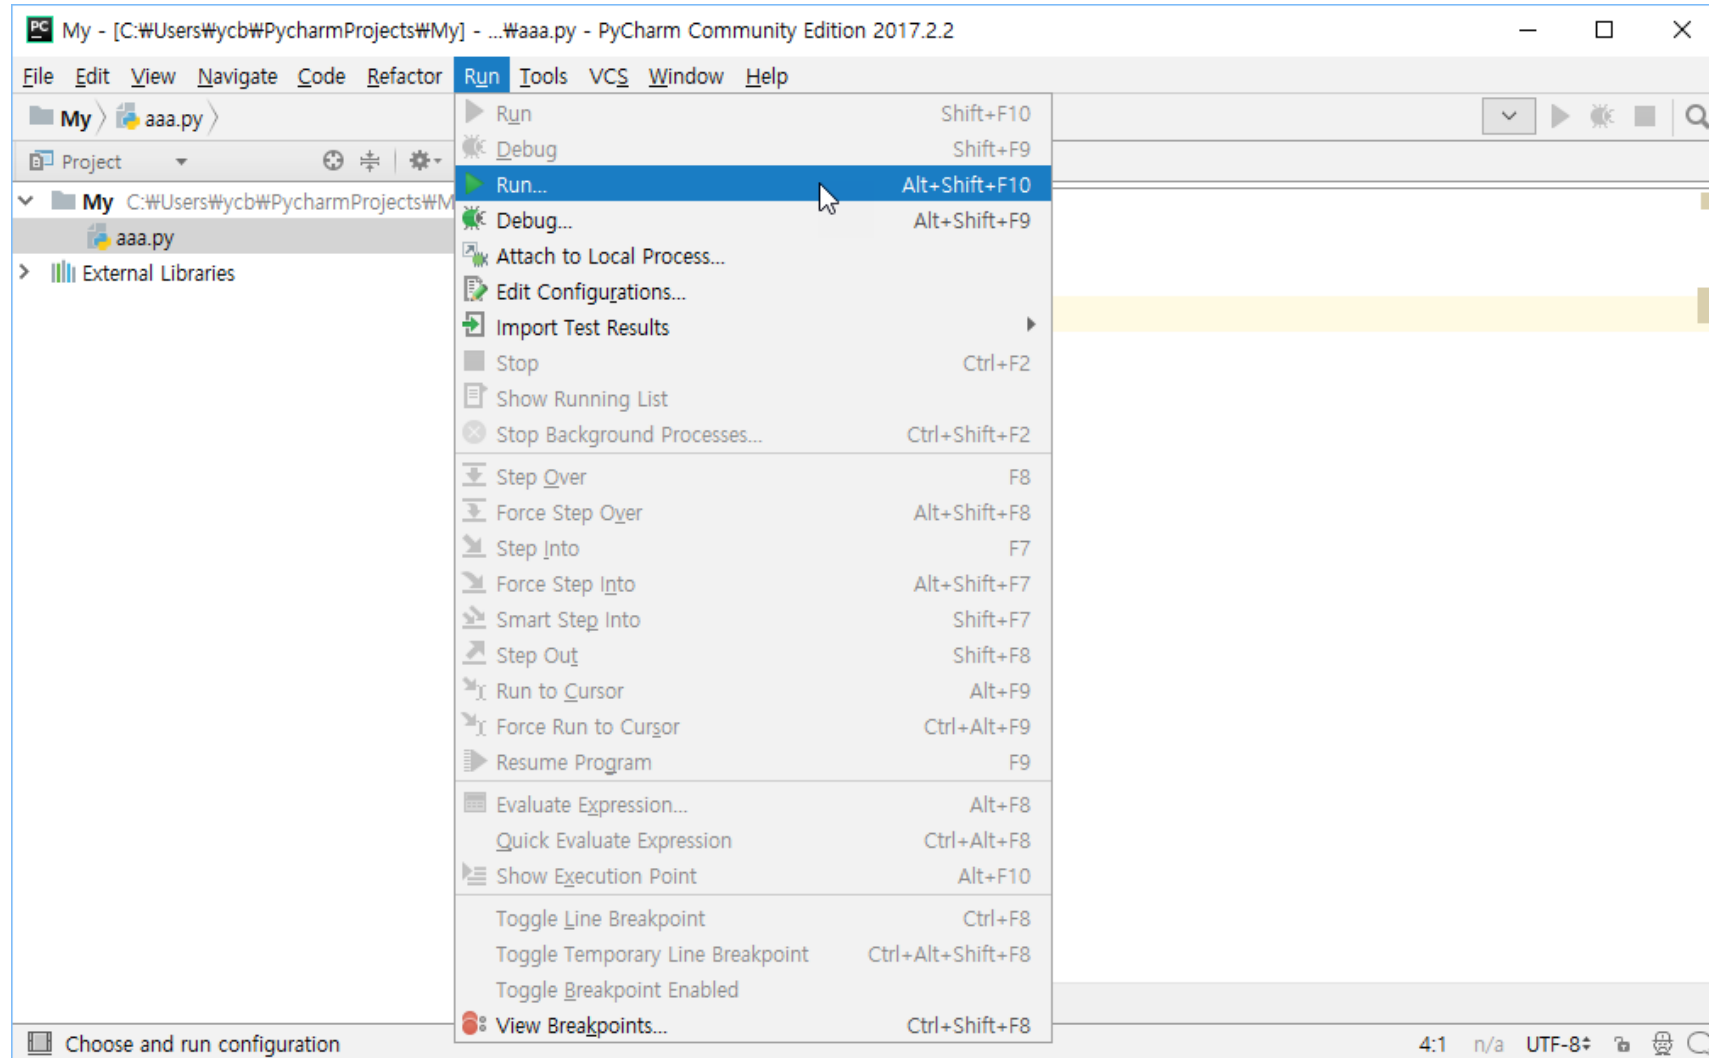 My - [C:₩Users₩ycb₩PycharmProjects₩My] - ...₩aaa.py - PyCharm Community Edition 2017.2.2
File Edit View Navigate Code Refactor Run Tools VCS Window Help
My aaa.py
Project
My C:₩Users₩ycb₩PycharmProjects₩M
aaa.py
External Libraries
Run Shift+F10
Debug Shift+F9
Run... Alt+Shift+F10
Debug... Alt+Shift+F9
Attach to Local Process...
Edit Configurations...
Import Test Results
Stop Ctrl+F2
Show Running List
Stop Background Processes... Ctrl+Shift+F2
Step Over F8
Force Step Over Alt+Shift+F8
Step Into F7
Force Step Into Alt+Shift+F7
Smart Step Into Shift+F7
Step Out Shift+F8
Run to Cursor Alt+F9
Force Run to Cursor Ctrl+Alt+F9
Resume Program F9
Evaluate Expression... Alt+F8
Quick Evaluate Expression Ctrl+Alt+F8
Show Execution Point Alt+F10
Toggle Line Breakpoint Ctrl+F8
Toggle Temporary Line Breakpoint Ctrl+Alt+Shift+F8
Toggle Breakpoint Enabled
View Breakpoints... Ctrl+Shift+F8
Choose and run configuration 4:1 n/a UTF-8